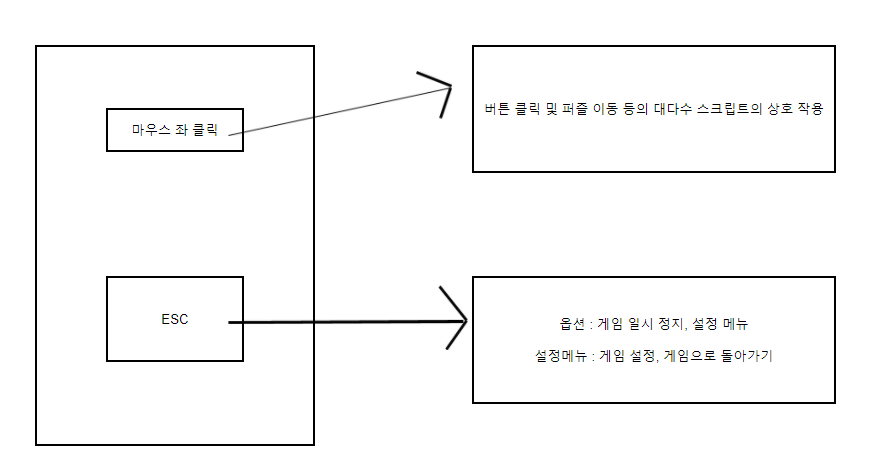 마우스 좌 클릭
버튼 클릭 및 퍼즐 이동 등의 대다수 스크립트의 상호 작용
ESC
옵션 : 게임 일시 정지, 설정 메뉴
설정메뉴 : 게임 설정, 게임으로 돌아가기